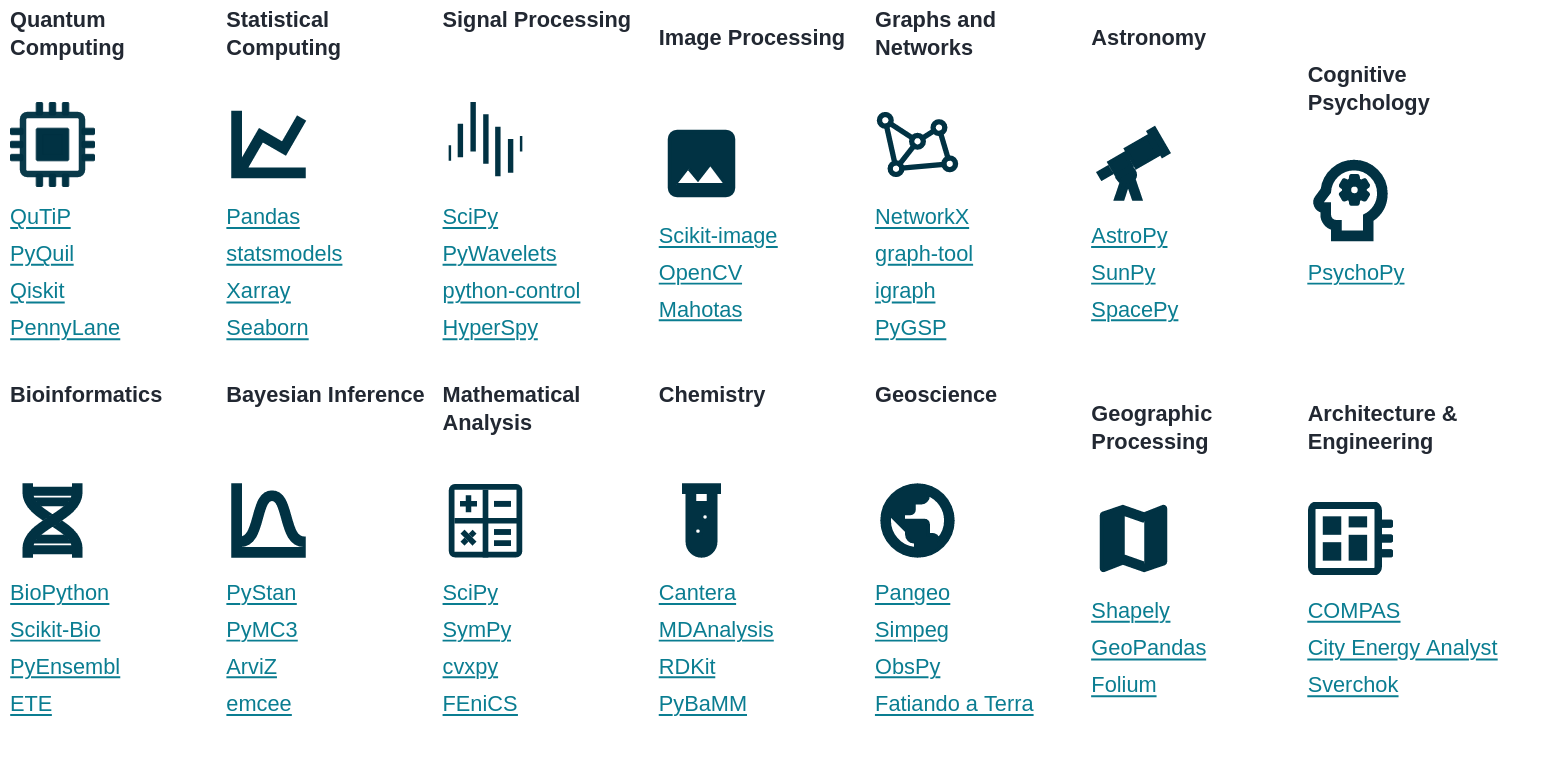 Quantum
Computing
QuTiP
PyQuil
Qiskit
PennyLane
Statistical
Computing
Pandas
statsmodels
Xarray
Seaborn
Signal Processing
SciPy
PyWavelets
python-control
HyperSpy
Image Processing
Scikit-image
OpenCV
Mahotas
Graphs and
Networks
NetworkX
graph-tool
igraph
PyGSP
Astronomy
AstroPy
SunPy
SpacePy
Cognitive
Psychology
PsychoPy
Bioinformatics
BioPython
Scikit-Bio
PyEnsembl
ETE
Bayesian Inference
PyStan
PyMC3
ArviZ
emcee
Mathematical
Analysis
SciPy
SymPy
cvxpy
FEniCS
Chemistry
Cantera
MDAnalysis
RDKit
PyBaMM
Geoscience
Pangeo
Simpeg
ObsPy
Fatiando a Terra
Geographic
Processing
Shapely
GeoPandas
Folium
Architecture &
Engineering
COMPAS
City Energy Analyst
Sverchok